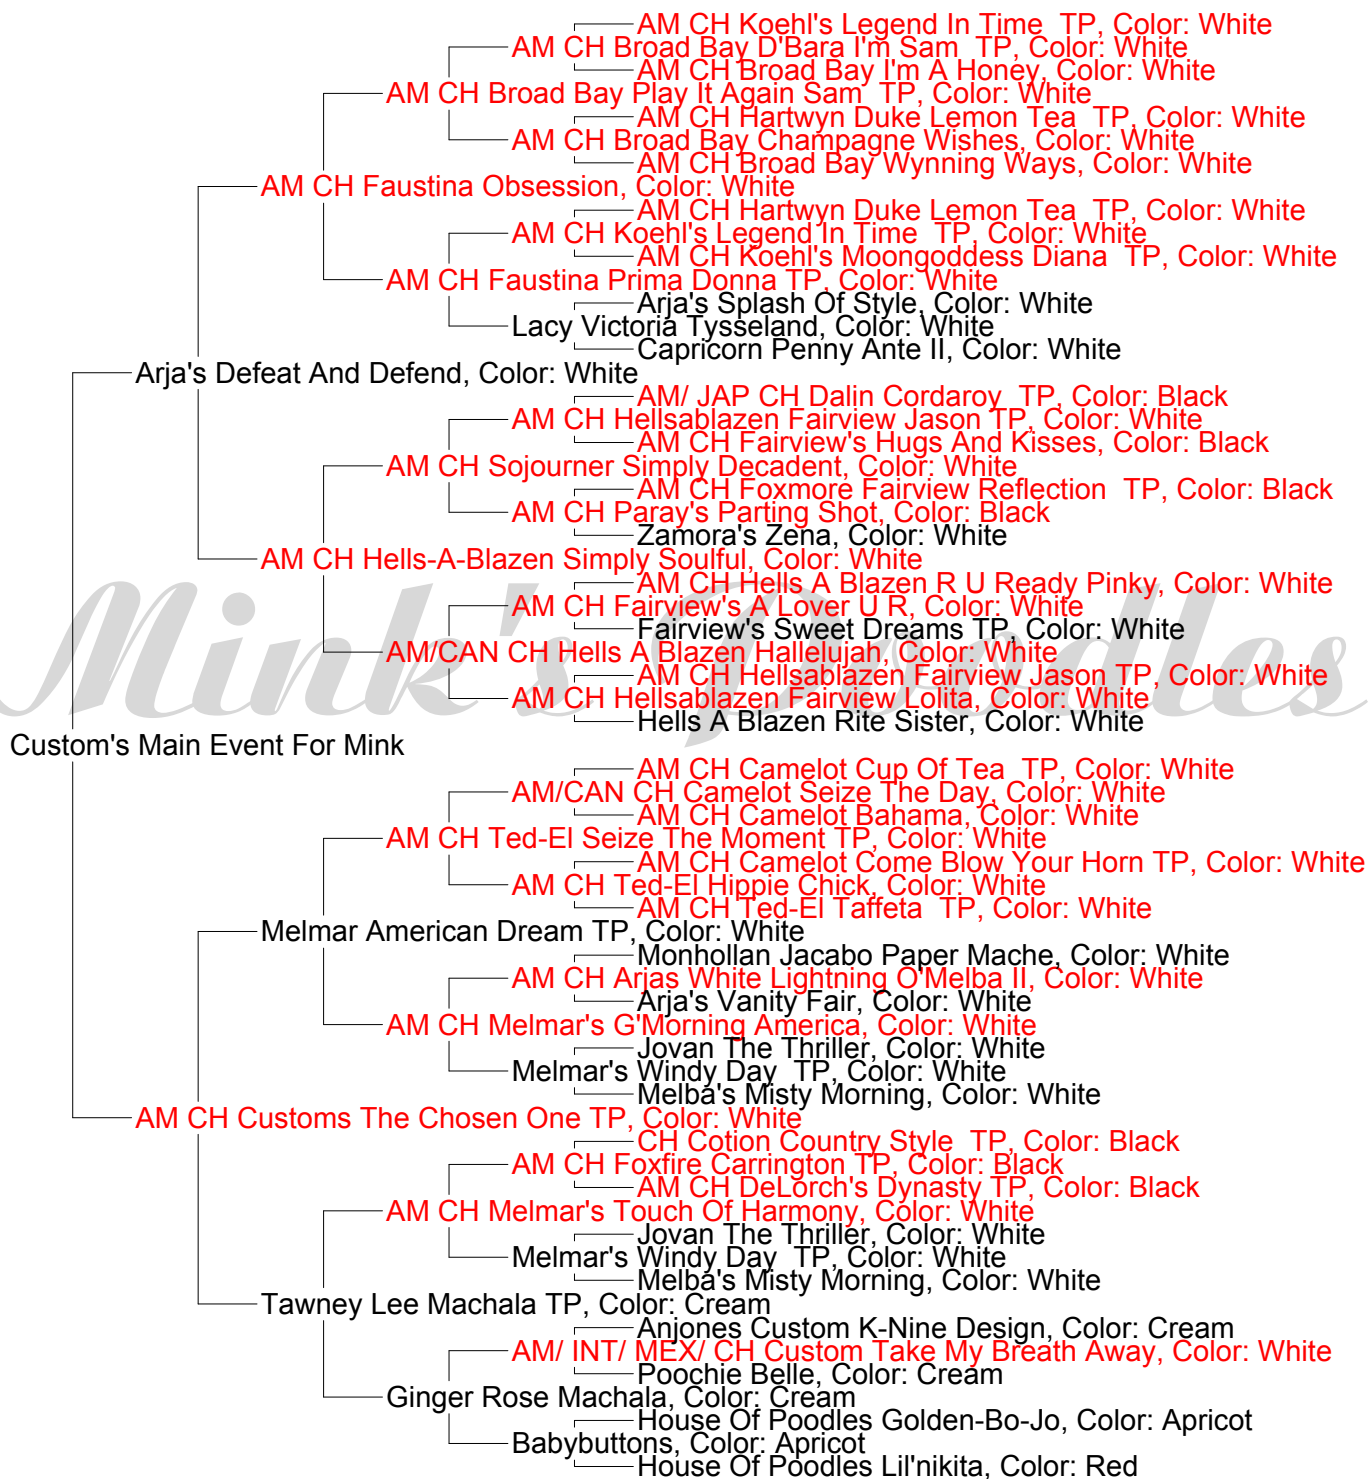 AM CH Koehl's Legend In Time  TP, Color: White
AM CH Broad Bay D'Bara I'm Sam  TP, Color: White
AM CH Broad Bay I'm A Honey, Color: White
AM CH Broad Bay Play It Again Sam  TP, Color: White
AM CH Hartwyn Duke Lemon Tea  TP, Color: White
AM CH Broad Bay Champagne Wishes, Color: White
AM CH Broad Bay Wynning Ways, Color: White
AM CH Faustina Obsession, Color: White
AM CH Hartwyn Duke Lemon Tea  TP, Color: White
AM CH Koehl's Legend In Time  TP, Color: White
AM CH Koehl's Moongoddess Diana  TP, Color: White
AM CH Faustina Prima Donna TP, Color: White
Arja's Splash Of Style, Color: White
Lacy Victoria Tysseland, Color: White
Capricorn Penny Ante II, Color: White
Arja's Defeat And Defend, Color: White
AM/ JAP CH Dalin Cordaroy  TP, Color: Black
AM CH Hellsablazen Fairview Jason TP, Color: White
AM CH Fairview's Hugs And Kisses, Color: Black
AM CH Sojourner Simply Decadent, Color: White
AM CH Foxmore Fairview Reflection  TP, Color: Black
AM CH Paray's Parting Shot, Color: Black
Zamora's Zena, Color: White
AM CH Hells-A-Blazen Simply Soulful, Color: White
AM CH Hells A Blazen R U Ready Pinky, Color: White
AM CH Fairview's A Lover U R, Color: White
Fairview's Sweet Dreams TP, Color: White
AM/CAN CH Hells A Blazen Hallelujah, Color: White
Mink's Poodles
AM CH Hellsablazen Fairview Jason TP, Color: White
AM CH Hellsablazen Fairview Lolita, Color: White
Hells A Blazen Rite Sister, Color: White
Custom's Main Event For Mink
AM CH Camelot Cup Of Tea  TP, Color: White
AM/CAN CH Camelot Seize The Day, Color: White
AM CH Camelot Bahama, Color: White
AM CH Ted-El Seize The Moment TP, Color: White
AM CH Camelot Come Blow Your Horn TP, Color: White
AM CH Ted-El Hippie Chick, Color: White
AM CH Ted-El Taffeta  TP, Color: White
Melmar American Dream TP, Color: White
Monhollan Jacabo Paper Mache, Color: White
AM CH Arjas White Lightning O'Melba II, Color: White
Arja's Vanity Fair, Color: White
AM CH Melmar's G'Morning America, Color: White
Jovan The Thriller, Color: White
Melmar's Windy Day  TP, Color: White
Melba's Misty Morning, Color: White
AM CH Customs The Chosen One TP, Color: White
CH Cotion Country Style  TP, Color: Black
AM CH Foxfire Carrington TP, Color: Black
AM CH DeLorch's Dynasty TP, Color: Black
AM CH Melmar's Touch Of Harmony, Color: White
Jovan The Thriller, Color: White
Melmar's Windy Day  TP, Color: White
Melba's Misty Morning, Color: White
Tawney Lee Machala TP, Color: Cream
Anjones Custom K-Nine Design, Color: Cream
AM/ INT/ MEX/ CH Custom Take My Breath Away, Color: White
Poochie Belle, Color: Cream
Ginger Rose Machala, Color: Cream
House Of Poodles Golden-Bo-Jo, Color: Apricot
Babybuttons, Color: Apricot
House Of Poodles Lil'nikita, Color: Red